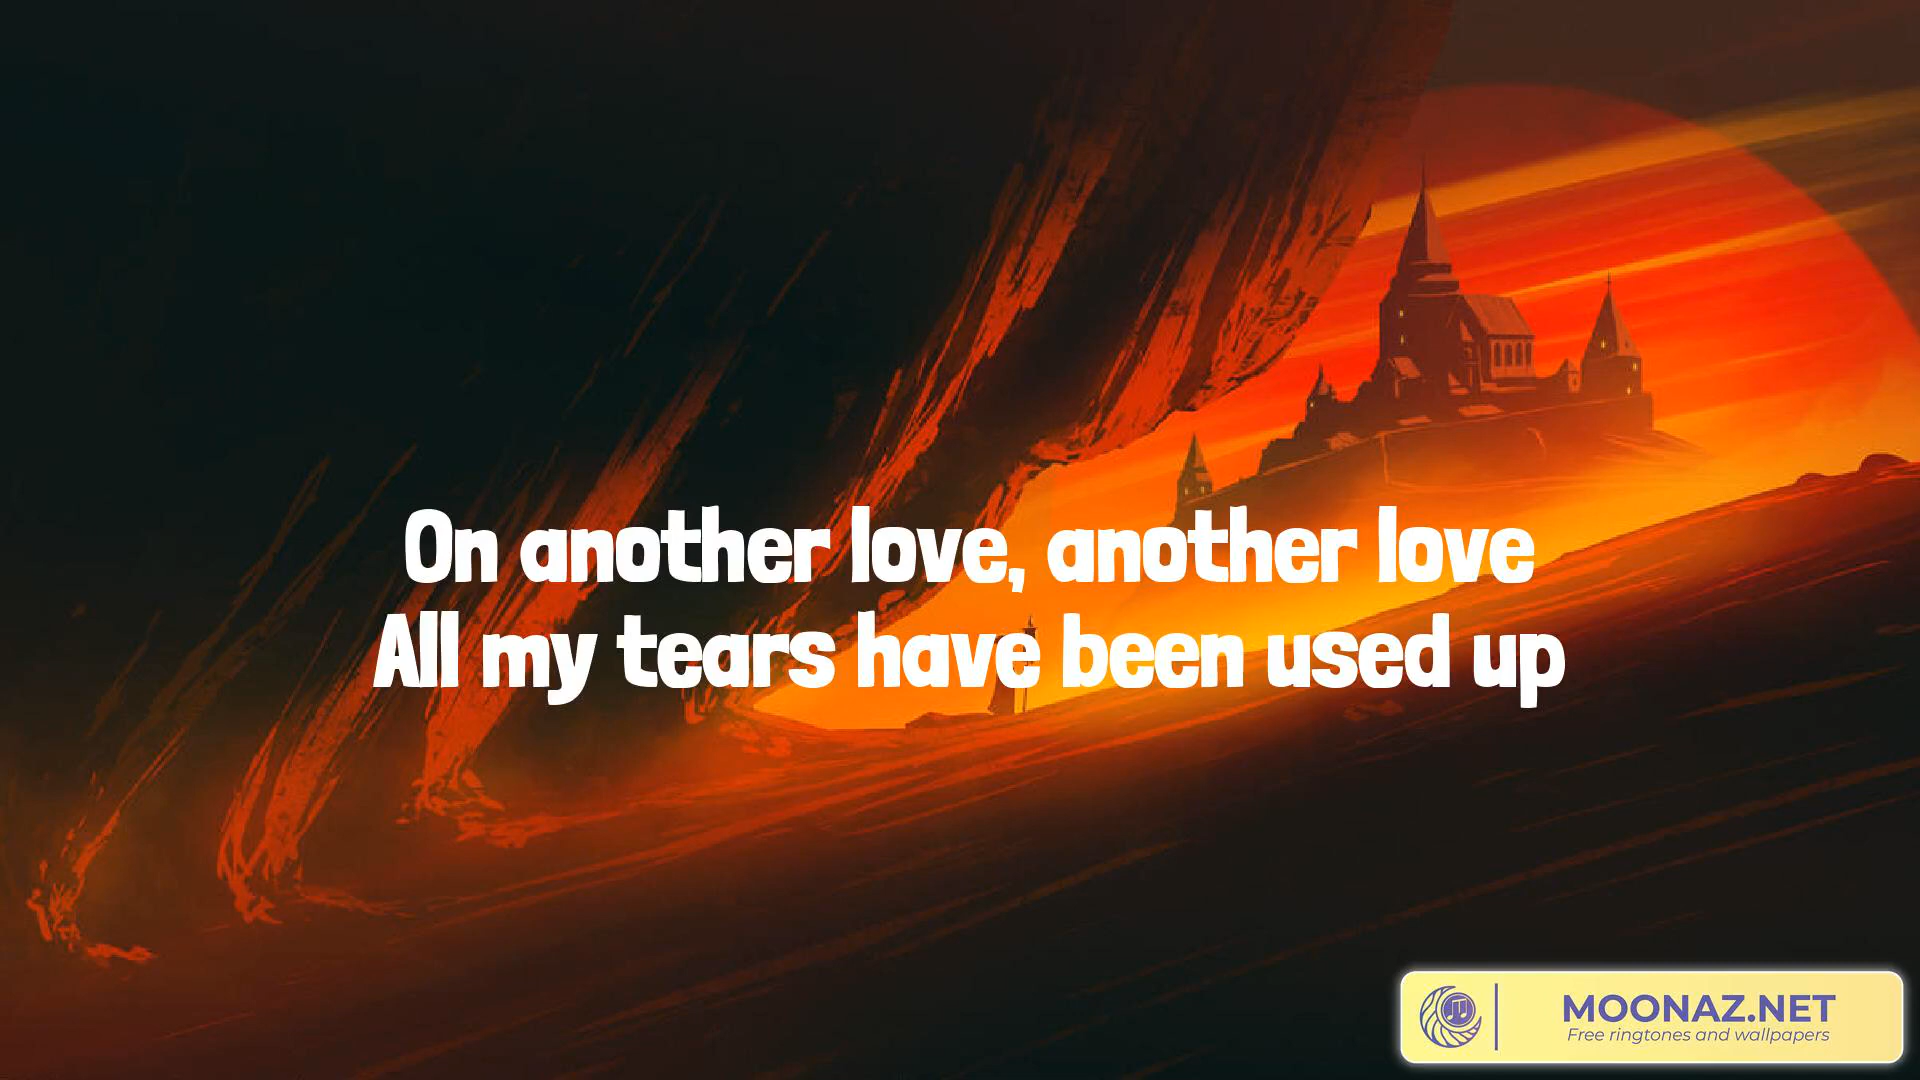 On another love, another love
All my tears have been used up
MOONAZ.NET
Free ringtones and wallpapers